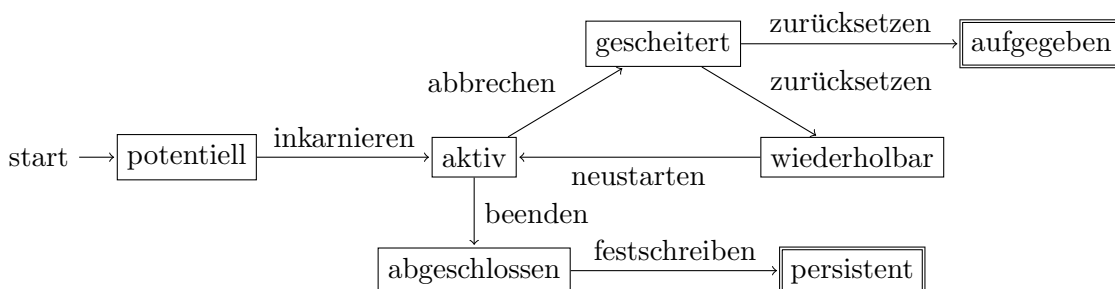 zurücksetzen
gescheitert
aufgegeben
abbrechen
zurücksetzen
start
potentiell
inkarnieren
aktiv
neustarten
wiederholbar
beenden
abgeschlossen
festschreiben
persistent